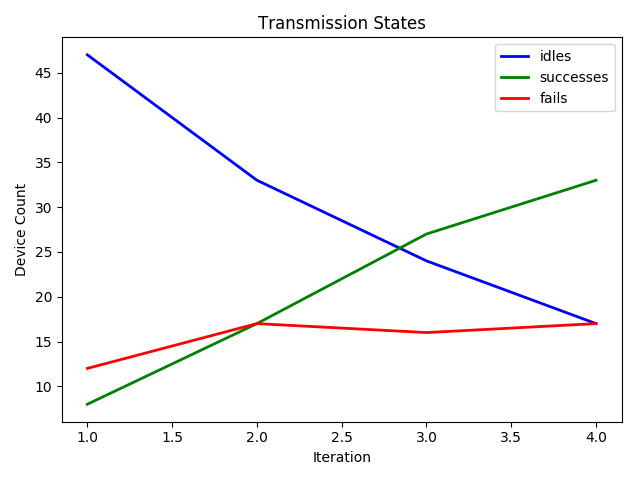 Transmission States
idles
successes
fails
Device Count
45
40
35
30
25
20
15
10
1.0 1.5 2.0 2.5 3.0 3.5 4.0
Iteration